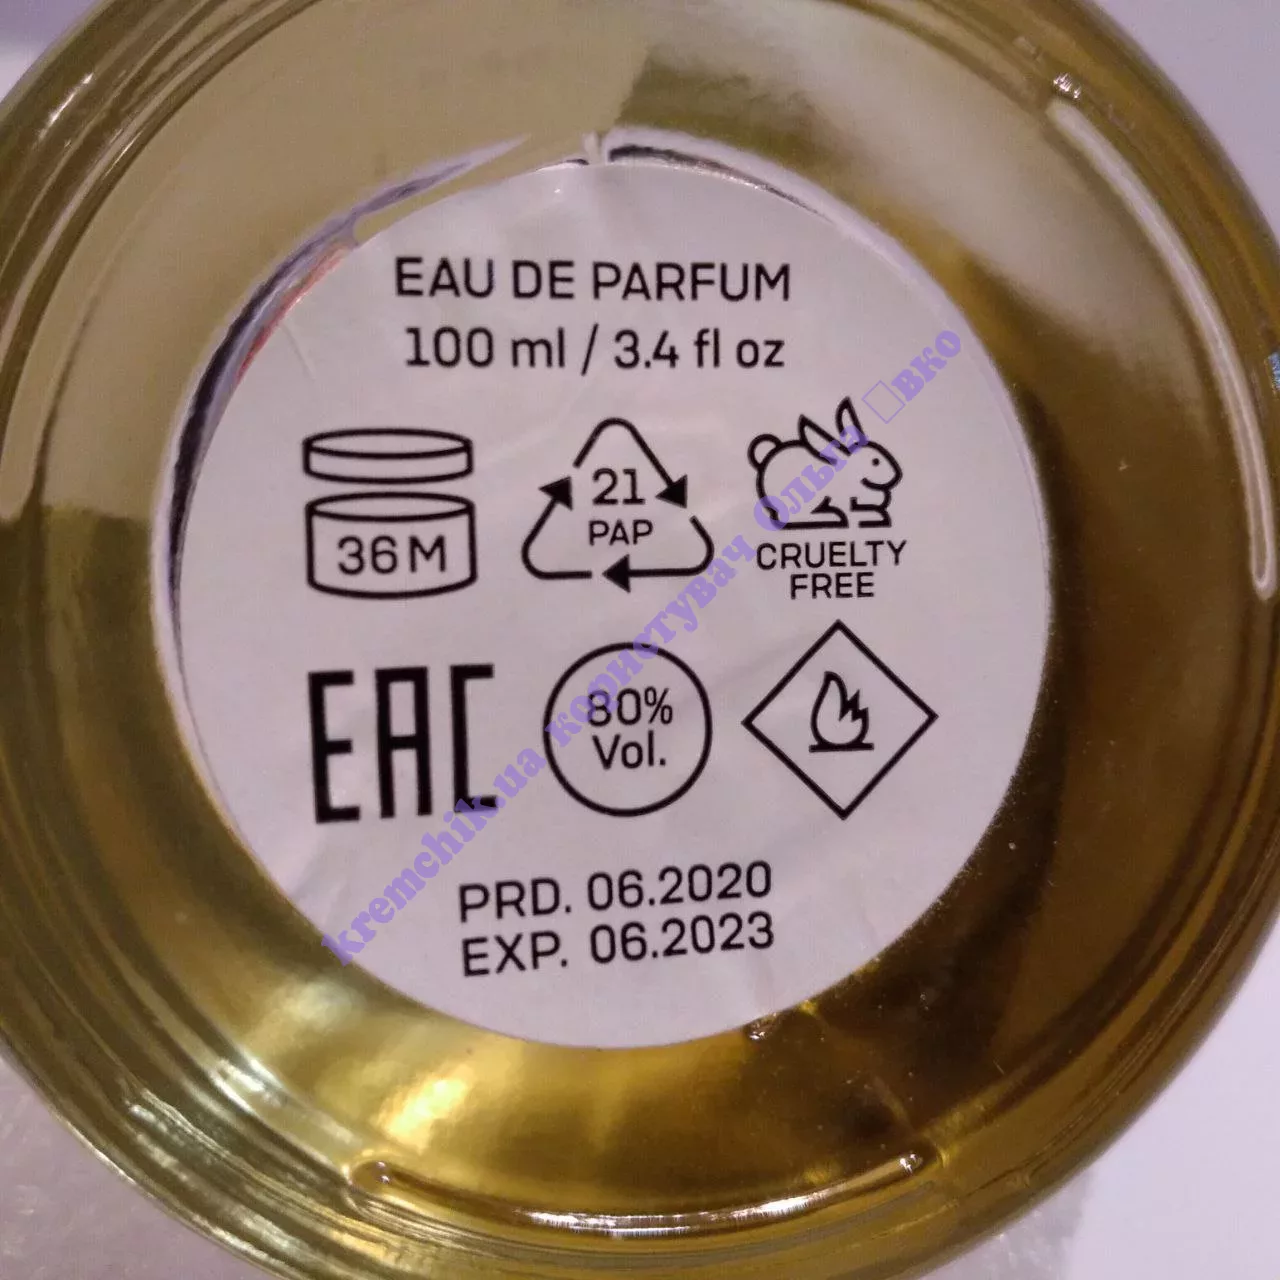 EAU DE PARFUM
100 ml / 3.4 fl oz
36M
21
PAP
CRUELTY
FREE
EAC
80%
Vol.
PRD. 06.2020
EXP. 06.2023
kremchik.ua користувач Ольга